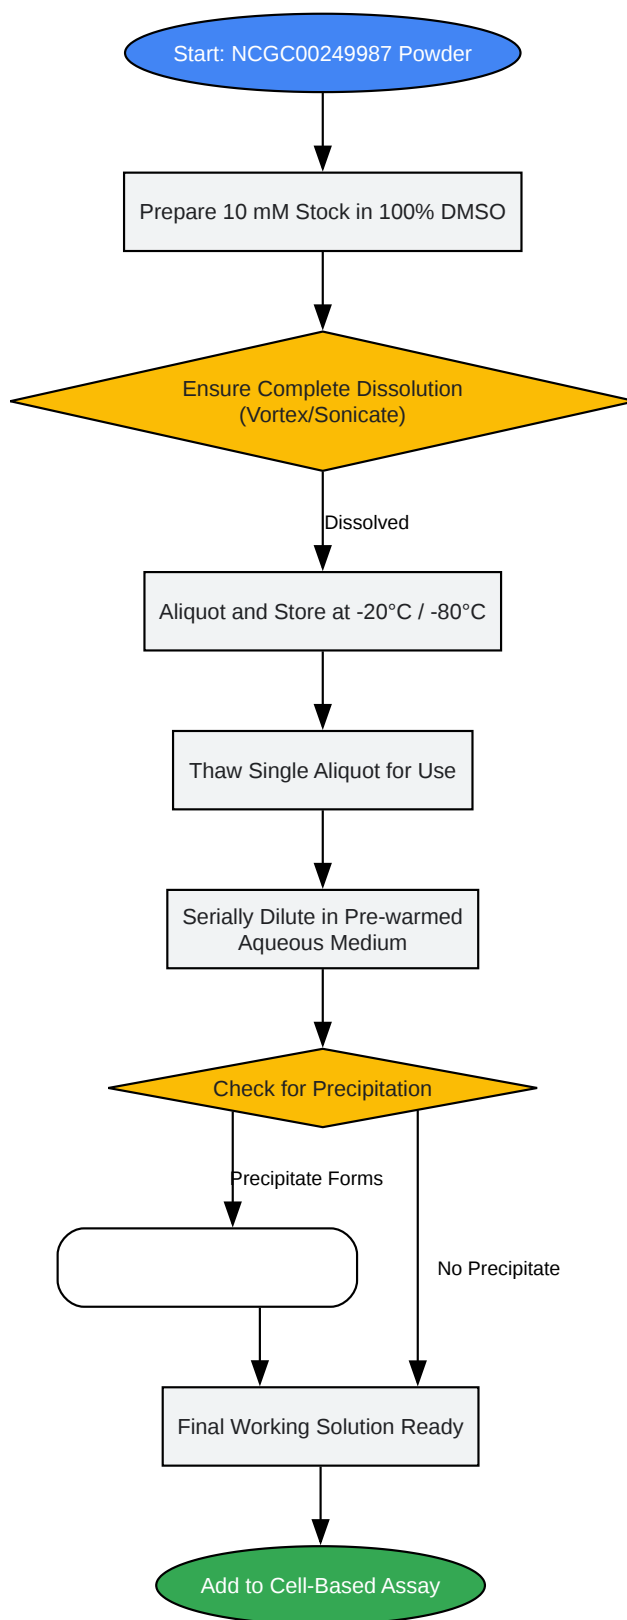 Start: NCGC00249987 Powder
Prepare 10 mM Stock in 100% DMSO
Ensure Complete Dissolution
(Vortex/Sonicate)
Dissolved
Aliquot and Store at -20°C / -80°C
Thaw Single Aliquot for Use
Serially Dilute in Pre-warmed
Aqueous Medium
Check for Precipitation
Precipitate Forms
No Precipitate
Final Working Solution Ready
Add to Cell-Based Assay